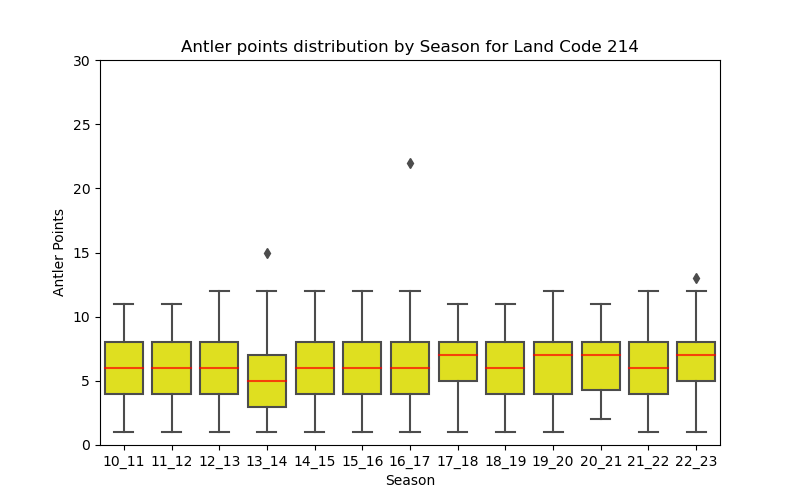 Antler points distribution by Season for Land Code 214
30
25
20
15
10
5
0
Antler Points
10_11 11_12 12_13 13_14 14_15 15_16 16_17 17_18 18_19 19_20 20_21 21_22 22_23
Season